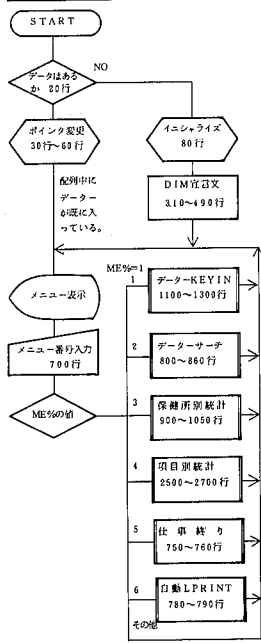 START
データはある
か 20行
NO
ポインタ変更
30行~60行
イニシャライズ
80行
配列中に
データー
が既に入
っている。
DIM宣言文
310~490行
メニュー表示
メニュー番号入力
700行
ME%の値
ME%=1
1
データーKEYIN
1100~1300行
2
データーサーチ
800~860行
3
保健所別統計
900~1050行
4
項目別統計
2500~2700行
5
仕事終り
750~760行
6
自動LPRINT
780~790行
その他